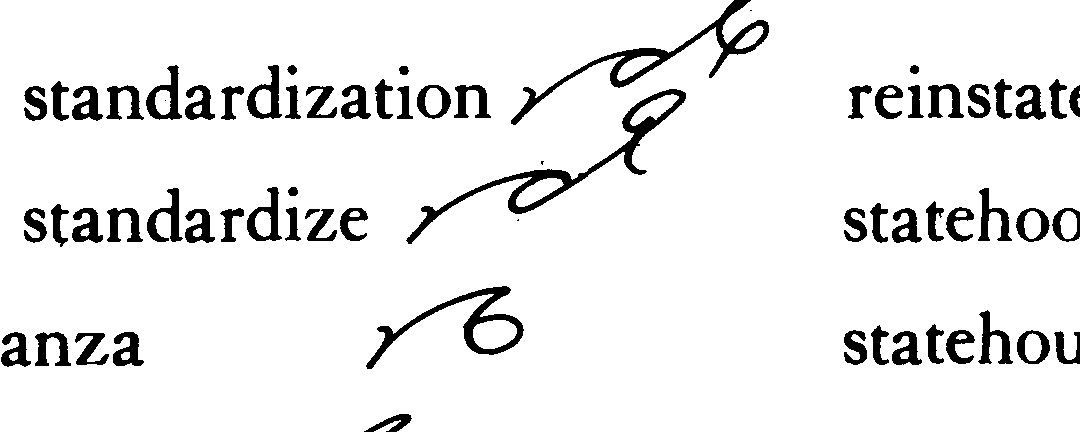 standardization reinstate
standardize statehoo
anza statehou